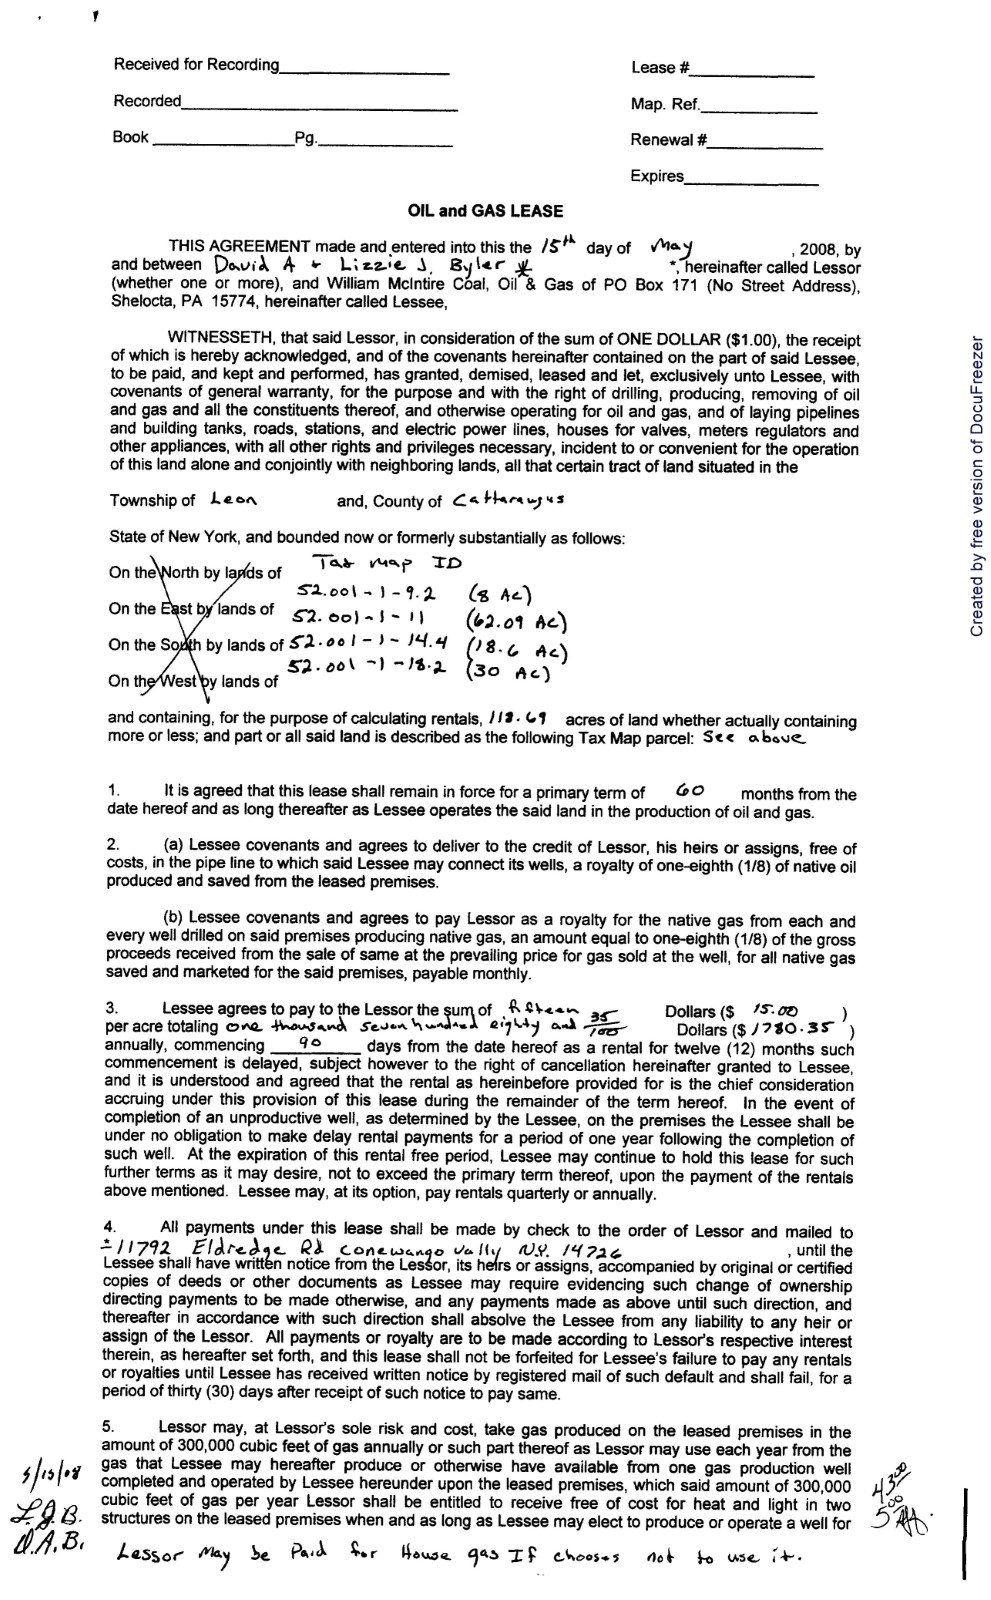 Received for Recording____ Lease #____
Recorded____ Map. Ref.____
Book ____Pg.____ Renewal #____
Expires____
OIL and GAS LEASE
THIS AGREEMENT made and entered into this the 15th day of May , 2008, by
and between David A + Lizzie J. Byler * *, hereinafter called Lessor
(whether one or more), and William McIntire Coal, Oil & Gas of PO Box 171 (No Street Address),
Shelocta, PA 15774, hereinafter called Lessee,
WITNESSETH, that said Lessor, in consideration of the sum of ONE DOLLAR ($1.00), the receipt
of which is hereby acknowledged, and of the covenants hereinafter contained on the part of said Lessee,
to be paid, and kept and performed, has granted, demised, leased and let, exclusively unto Lessee, with
covenants of general warranty, for the purpose and with the right of drilling, producing, removing of oil
and gas and all the constituents thereof, and otherwise operating for oil and gas, and of laying pipelines
and building tanks, roads, stations, and electric power lines, houses for valves, meters regulators and
other appliances, with all other rights and privileges necessary, incident to or convenient for the operation
of this land alone and conjointly with neighboring lands, all that certain tract of land situated in the
Township of Leon and, County of Cattaraugus
State of New York, and bounded now or formerly substantially as follows:
On the North by lands of Tax Map ID
52.001-1-9.2 (8 Ac)
On the East by lands of 52.001-1-11 (62.09 Ac)
On the South by lands of 52.001-1-14.4 (18.6 Ac)
On the West by lands of 52.001-1-18.2 (30 Ac)
and containing, for the purpose of calculating rentals, 118.69 acres of land whether actually containing
more or less; and part or all said land is described as the following Tax Map parcel: See above
1. It is agreed that this lease shall remain in force for a primary term of 60 months from the
date hereof and as long thereafter as Lessee operates the said land in the production of oil and gas.
2. (a) Lessee covenants and agrees to deliver to the credit of Lessor, his heirs or assigns, free of
costs, in the pipe line to which said Lessee may connect its wells, a royalty of one-eighth (1/8) of native oil
produced and saved from the leased premises.
(b) Lessee covenants and agrees to pay Lessor as a royalty for the native gas from each and
every well drilled on said premises producing native gas, an amount equal to one-eighth (1/8) of the gross
proceeds received from the sale of same at the prevailing price for gas sold at the well, for all native gas
saved and marketed for the said premises, payable monthly.
3. Lessee agrees to pay to the Lessor the sum of fifteen Dollars ($ 15.00 )
per acre totaling one thousand seven hundred eighty and 35/100 Dollars ($ 1780.35 )
annually, commencing 90 days from the date hereof as a rental for twelve (12) months such
commencement is delayed, subject however to the right of cancellation hereinafter granted to Lessee,
and it is understood and agreed that the rental as hereinbefore provided for is the chief consideration
accruing under this provision of this lease during the remainder of the term hereof. In the event of
completion of an unproductive well, as determined by the Lessee, on the premises the Lessee shall be
under no obligation to make delay rental payments for a period of one year following the completion of
such well. At the expiration of this rental free period, Lessee may continue to hold this lease for such
further terms as it may desire, not to exceed the primary term thereof, upon the payment of the rentals
above mentioned. Lessee may, at its option, pay rentals quarterly or annually.
4. All payments under this lease shall be made by check to the order of Lessor and mailed to
* 11792 Eldredge Rd Conewango Vally N.Y. 14726 , until the
Lessee shall have written notice from the Lessor, its heirs or assigns, accompanied by original or certified
copies of deeds or other documents as Lessee may require evidencing such change of ownership
directing payments to be made otherwise, and any payments made as above until such direction, and
thereafter in accordance with such direction shall absolve the Lessee from any liability to any heir or
assign of the Lessor. All payments or royalty are to be made according to Lessor's respective interest
therein, as hereafter set forth, and this lease shall not be forfeited for Lessee's failure to pay any rentals
or royalties until Lessee has received written notice by registered mail of such default and shall fail, for a
period of thirty (30) days after receipt of such notice to pay same.
5. Lessor may, at Lessor's sole risk and cost, take gas produced on the leased premises in the
amount of 300,000 cubic feet of gas annually or such part thereof as Lessor may use each year from the
gas that Lessee may hereafter produce or otherwise have available from one gas production well
completed and operated by Lessee hereunder upon the leased premises, which said amount of 300,000
cubic feet of gas per year Lessor shall be entitled to receive free of cost for heat and light in two
structures on the leased premises when and as long as Lessee may elect to produce or operate a well for
5/15/08
L.J.B.
D.A.B.
43.00
5.00
Lessor May be Paid for House gas If chooses not to use it.
Created by free version of DocuFreezer